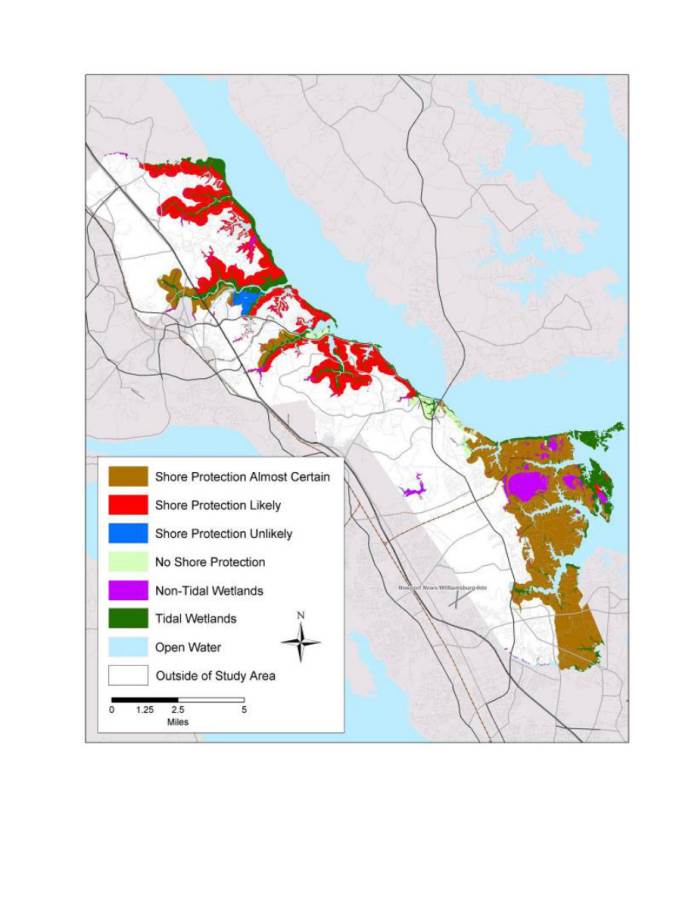 Newport News/Williamsburg-Intn
Shore Protection Almost Certain
Shore Protection Likely
Shore Protection Unlikely
No Shore Protection
Non-Tidal Wetlands
Tidal Wetlands
Open Water
Outside of Study Area
N
0 1.25 2.5 5
Miles